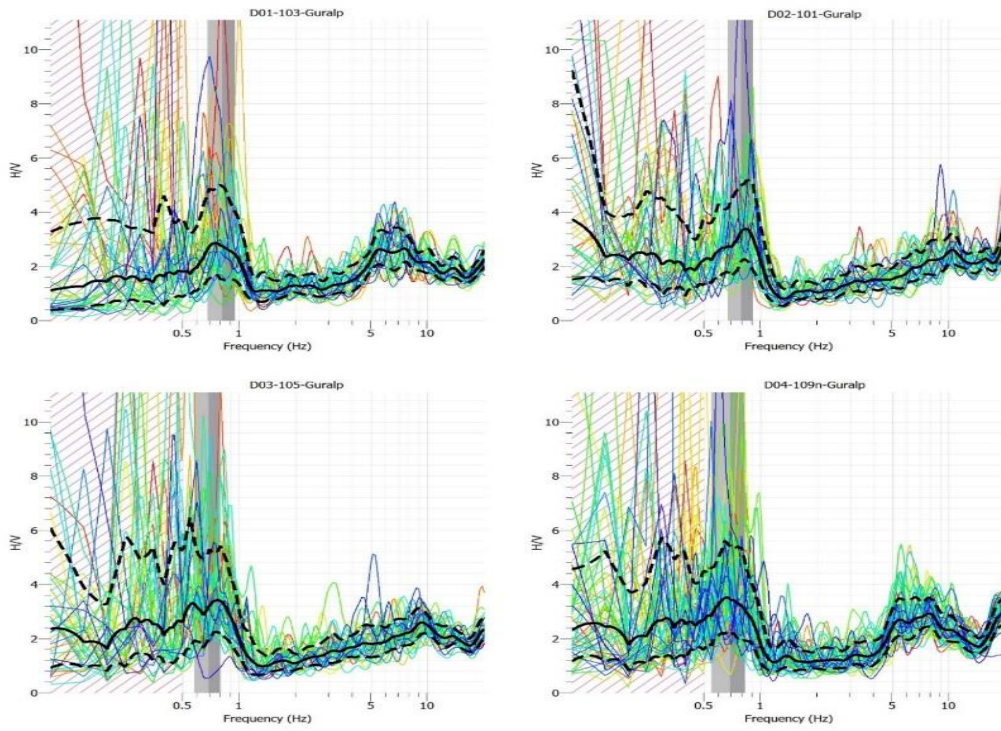 D01-103-Guralp
10
8
6
4
2
0
H/V
0.5 1 5 10
Frequency (Hz)
D02-101-Guralp
10
8
6
4
2
0
H/V
0.5 1 5 10
Frequency (Hz)
D03-105-Guralp
10
8
6
4
2
0
H/V
0.5 1 5 10
Frequency (Hz)
D04-109n-Guralp
10
8
6
4
2
0
H/V
0.5 1 5 10
Frequency (Hz)